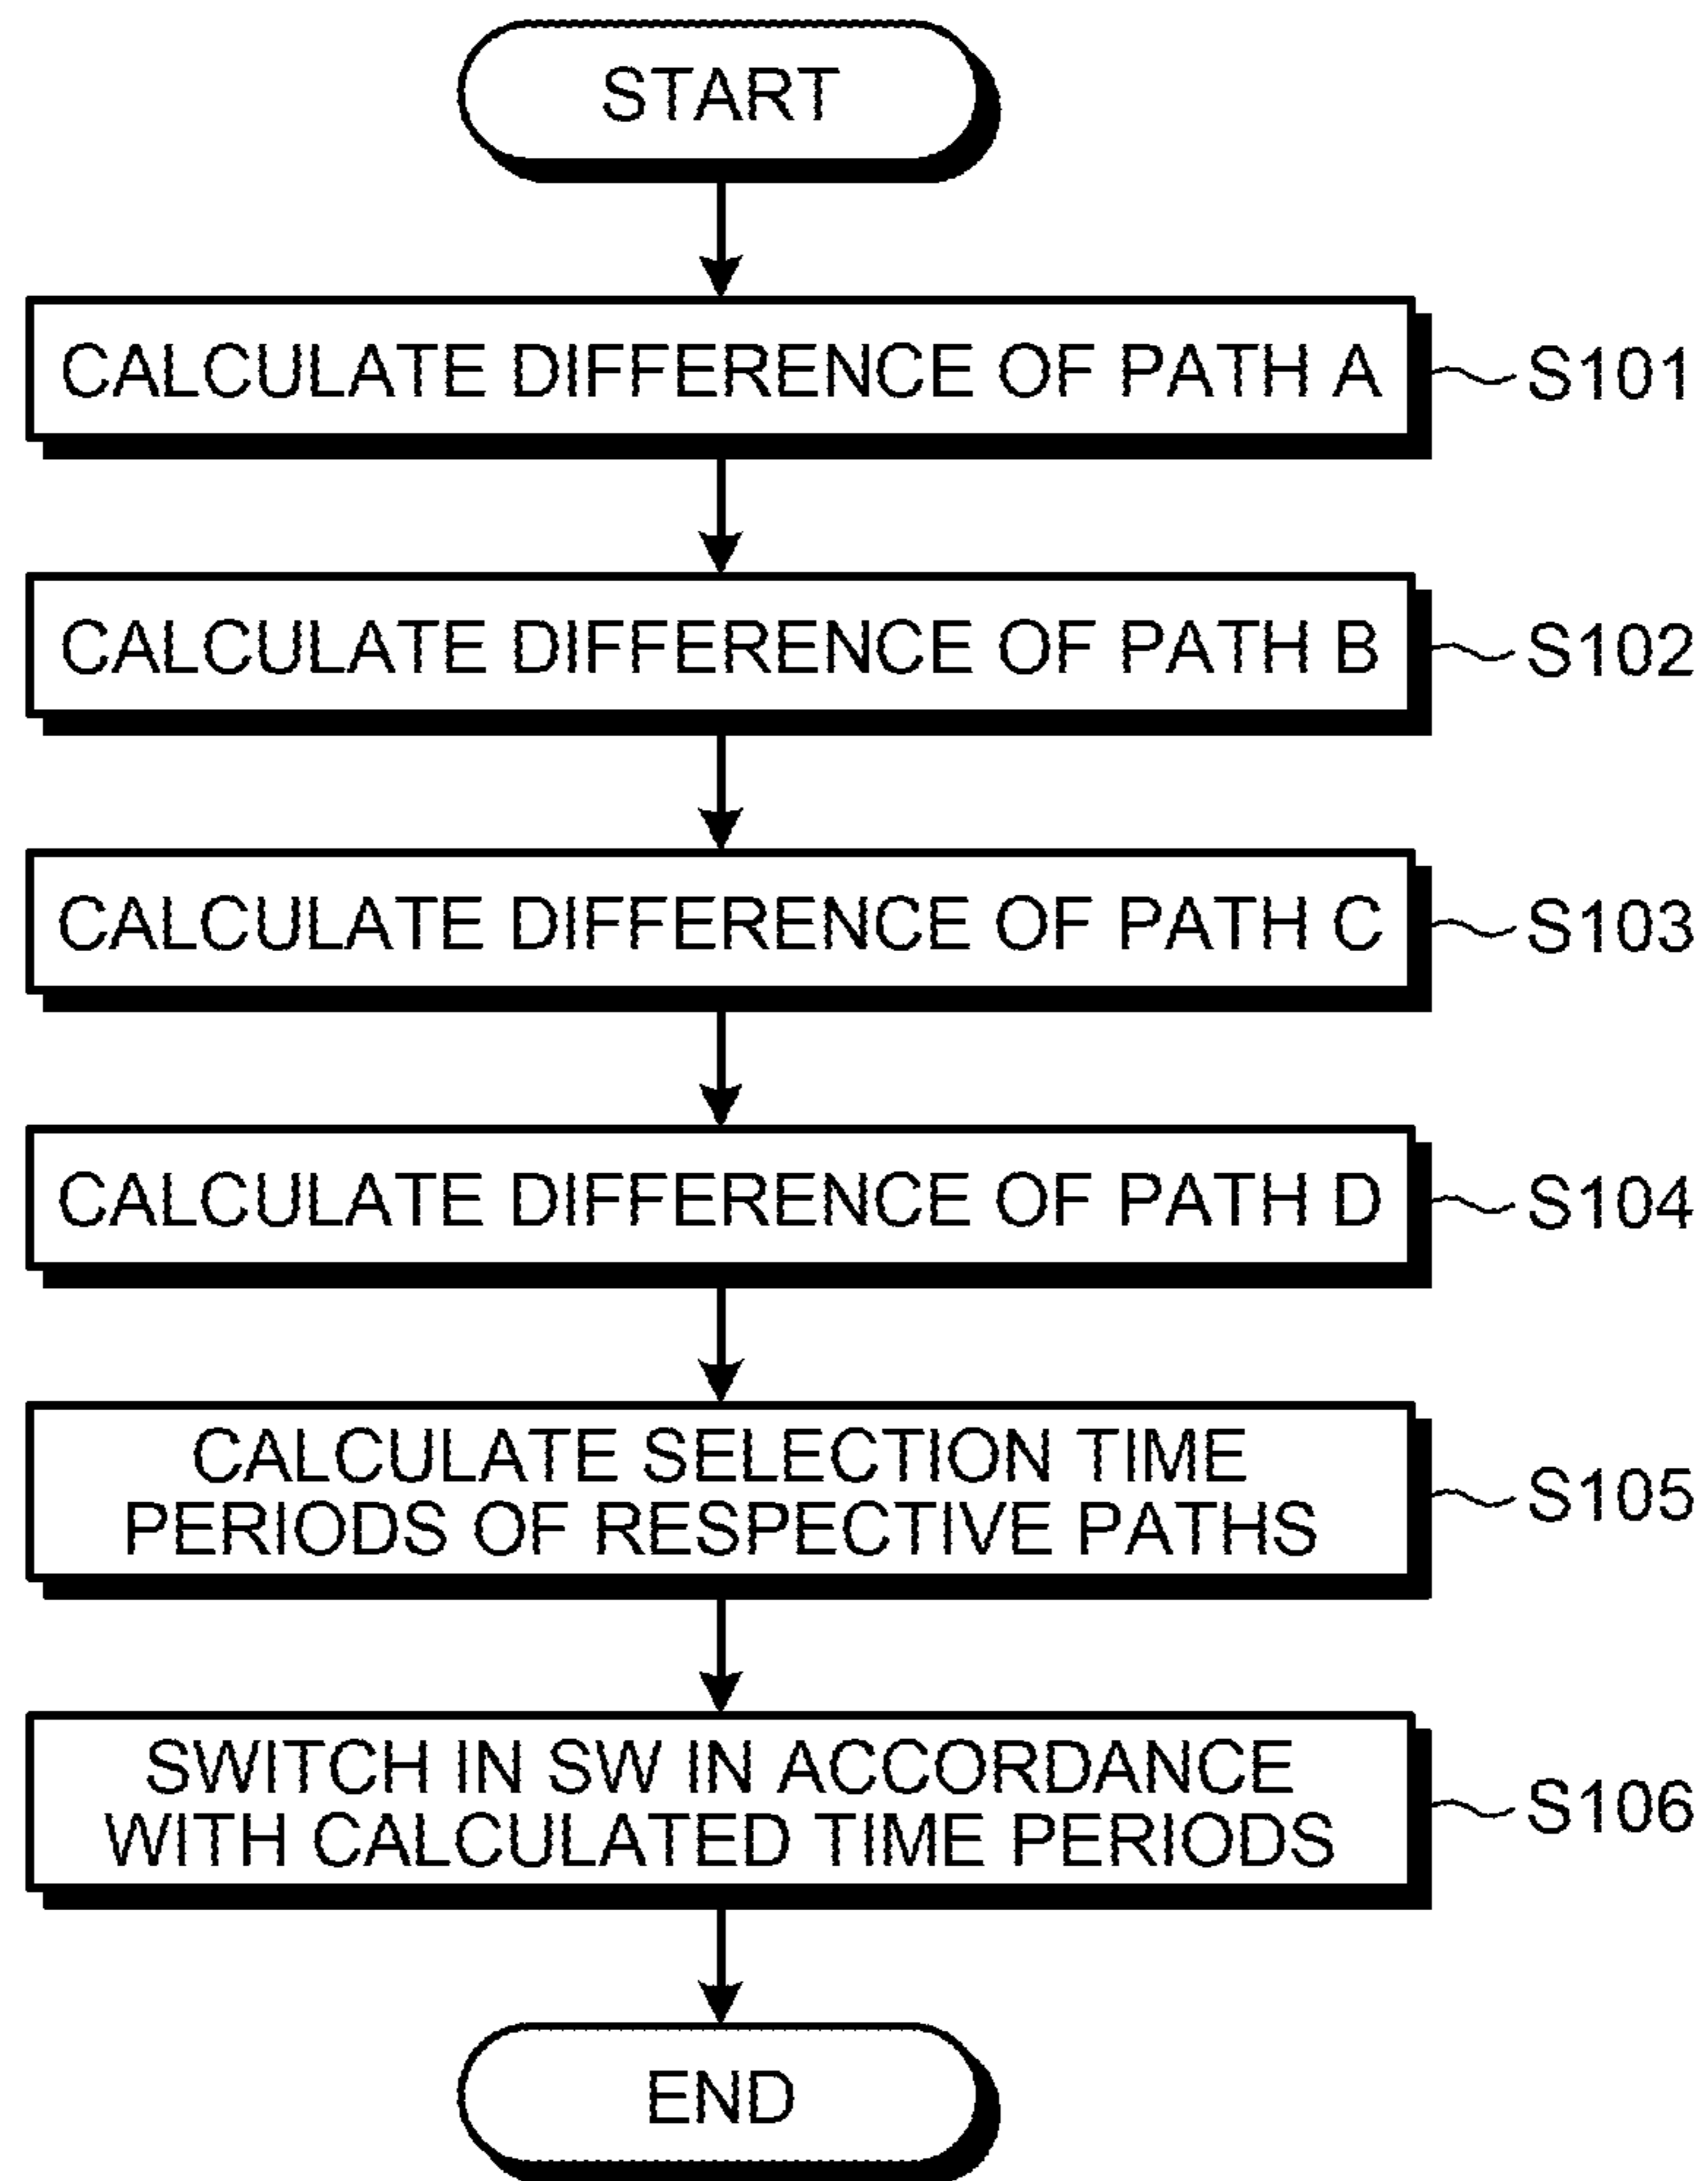 START
CALCULATE DIFFERENCE OF PATH A
S101
CALCULATE DIFFERENCE OF PATH B
S102
CALCULATE DIFFERENCE OF PATH C
S103
CALCULATE DIFFERENCE OF PATH D
S104
CALCULATE SELECTION TIME
PERIODS OF RESPECTIVE PATHS
S105
SWITCH IN SW IN ACCORDANCE
WITH CALCULATED TIME PERIODS
S106
END